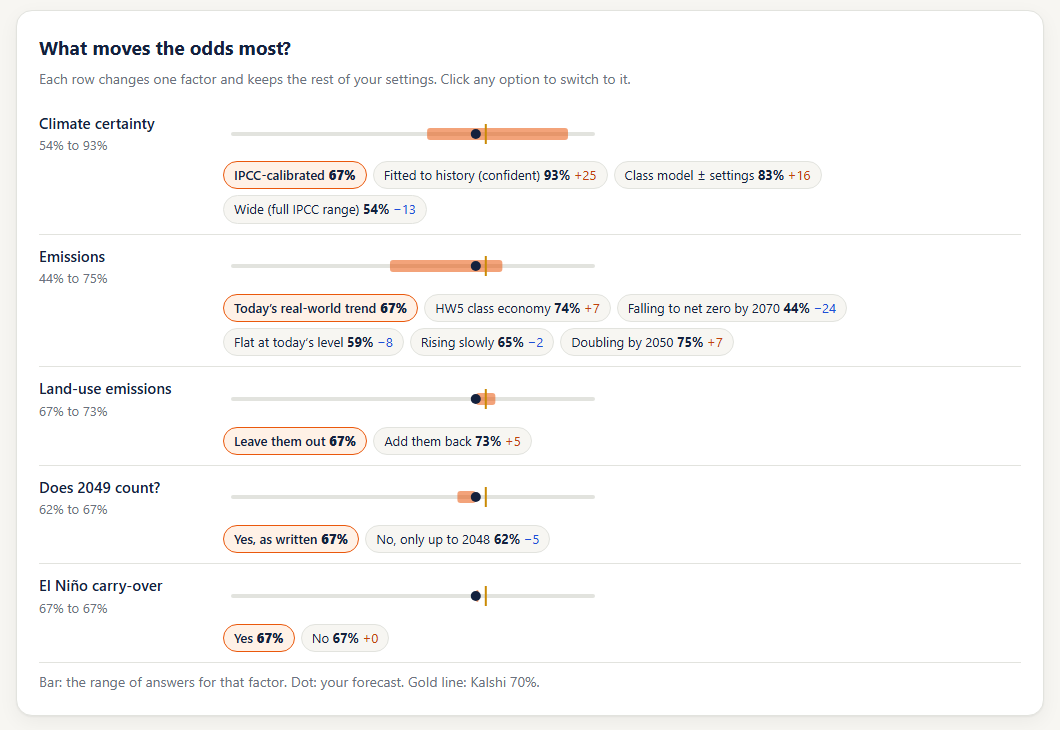 What moves the odds most?
Each row changes one factor and keeps the rest of your settings. Click any option to switch to it.
Climate certainty
54% to 93%
IPCC-calibrated 67%
Fitted to history (confident) 93% +25
Class model ± settings 83% +16
Wide (full IPCC range) 54% −13
Emissions
44% to 75%
Today's real-world trend 67%
HW5 class economy 74% +7
Falling to net zero by 2070 44% −24
Flat at today's level 59% −8
Rising slowly 65% −2
Doubling by 2050 75% +7
Land-use emissions
67% to 73%
Leave them out 67%
Add them back 73% +5
Does 2049 count?
62% to 67%
Yes, as written 67%
No, only up to 2048 62% −5
El Niño carry-over
67% to 67%
Yes 67%
No 67% +0
Bar: the range of answers for that factor. Dot: your forecast. Gold line: Kalshi 70%.